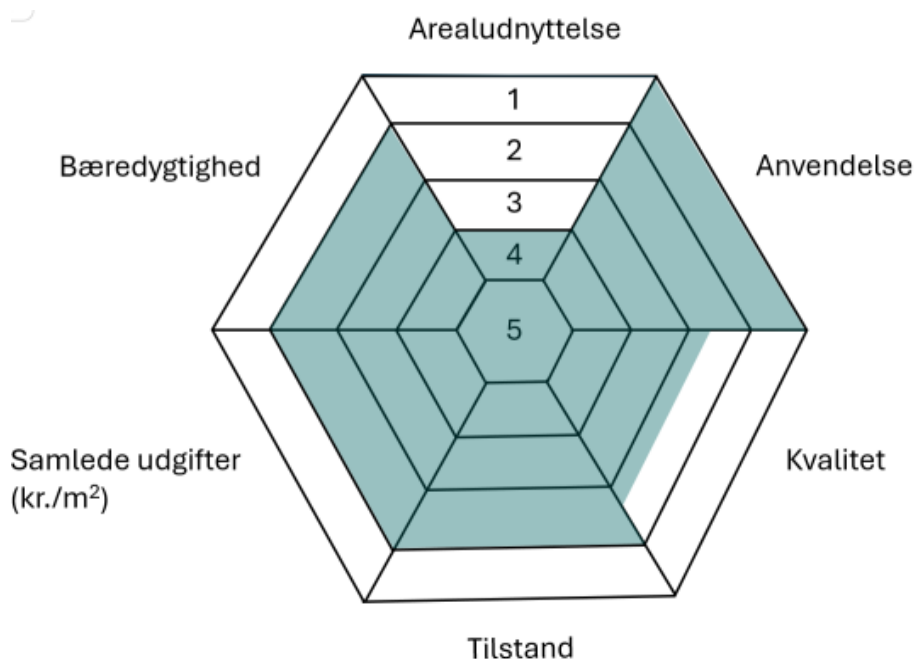 Arealudnyttelse
1
2
3
4
5
Bæredygtighed
Anvendelse
Samlede udgifter
(kr./m²)
Kvalitet
Tilstand